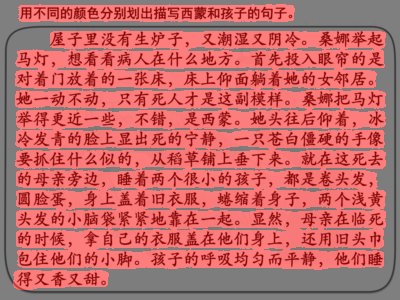 用不同的颜色分别划出描写西蒙和孩子的句子。
屋子里没有生炉子，又潮湿又阴冷。桑娜举起
马灯，想看看病人在什么地方。首先投入眼帘的是
对着门放着的一张床，床上仰面躺着她的女邻居。
她一动不动，只有死人才是这副模样。桑娜把马灯
举得更近一些，不错，是西蒙。她头往后仰着，冰
冷发青的脸上显出死的宁静，一只苍白僵硬的手像
要抓住什么似的，从稻草铺上垂下来。就在这死去
的母亲旁边，睡着两个很小的孩子，都是卷头发，
圆脸蛋，身上盖着旧衣服，蜷缩着身子，两个浅黄
头发的小脑袋紧紧地靠在一起。显然，母亲在临死
的时候，拿自己的衣服盖在他们身上，还用旧头巾
包住他们的小脚。孩子的呼吸均匀而平静，他们睡
得又香又甜。